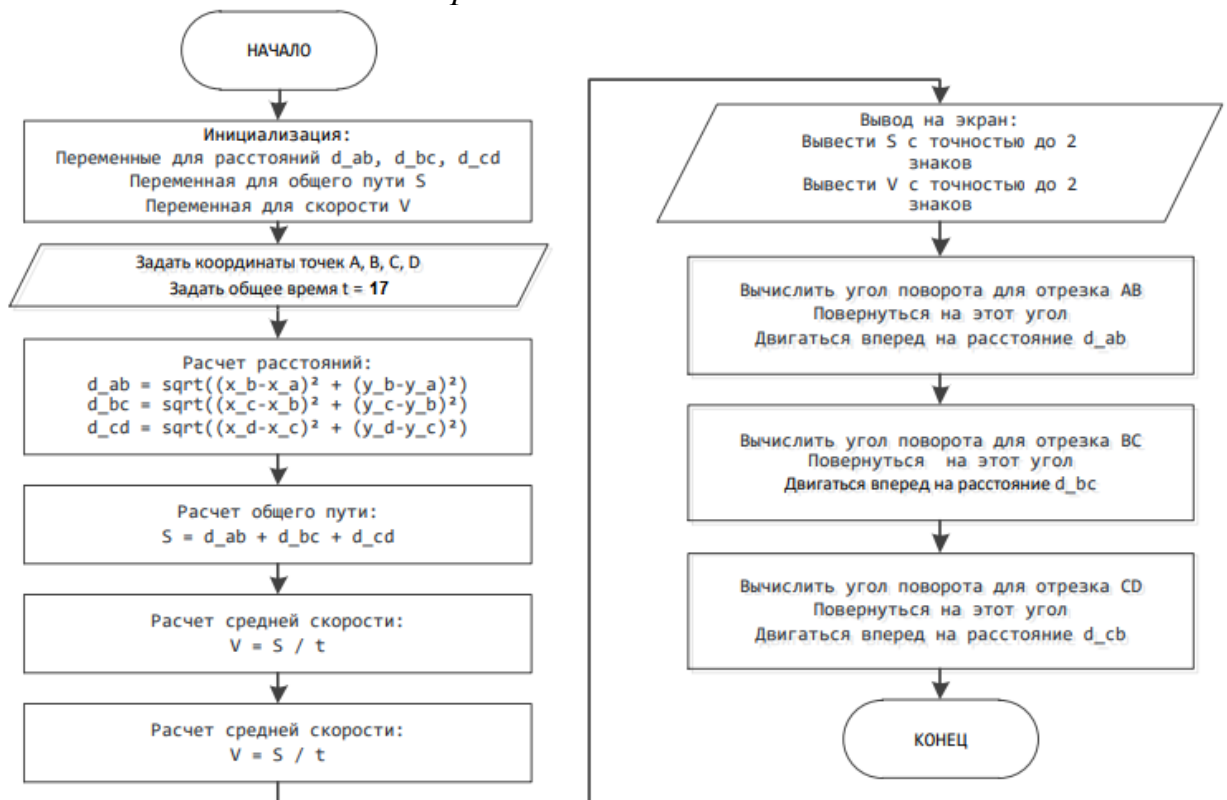 НАЧАЛО
Инициализация:
Переменные для расстояний d_ab, d_bc, d_cd
Переменная для общего пути S
Переменная для скорости V
Задать координаты точек A, B, C, D
Задать общее время t = 17
Расчет расстояний:
d_ab = sqrt((x_b-x_a)² + (y_b-y_a)²)
d_bc = sqrt((x_c-x_b)² + (y_c-y_b)²)
d_cd = sqrt((x_d-x_c)² + (y_d-y_c)²)
Расчет общего пути:
S = d_ab + d_bc + d_cd
Расчет средней скорости:
V = S / t
Расчет средней скорости:
V = S / t
Вывод на экран:
Вывести S с точностью до 2
знаков
Вывести V с точностью до 2
знаков
Вычислить угол поворота для отрезка AB
Повернуться на этот угол
Двигаться вперед на расстояние d_ab
Вычислить угол поворота для отрезка BC
Повернуться на этот угол
Двигаться вперед на расстояние d_bc
Вычислить угол поворота для отрезка CD
Повернуться на этот угол
Двигаться вперед на расстояние d_cb
КОНЕЦ